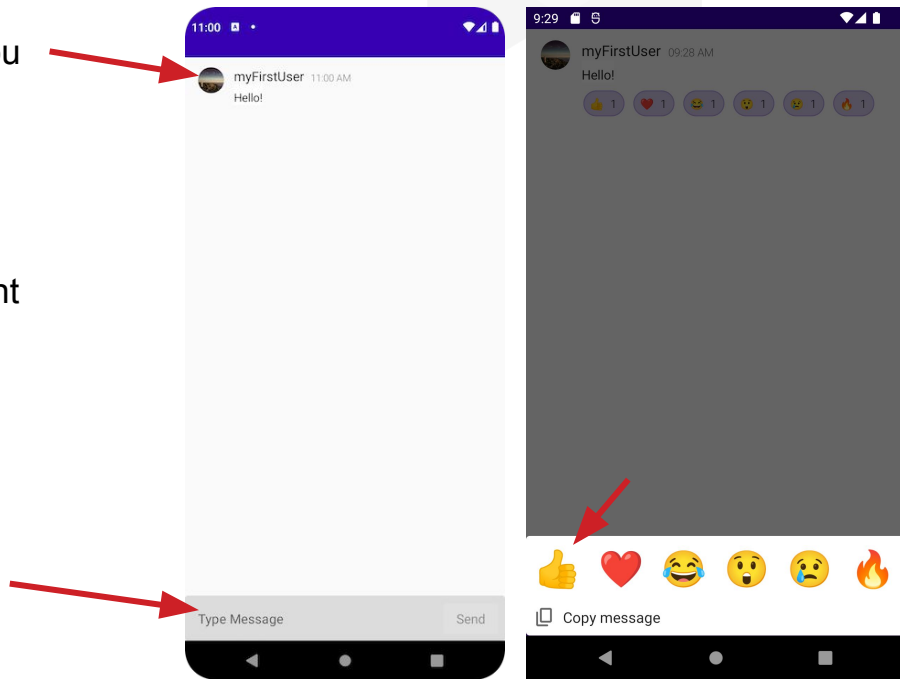 ou
nt
11:00
myFirstUser 11:00 AM
Hello!
Type Message
Send
9:29
myFirstUser 09:28 AM
Hello!
1 1 1 1 1 1
Copy message